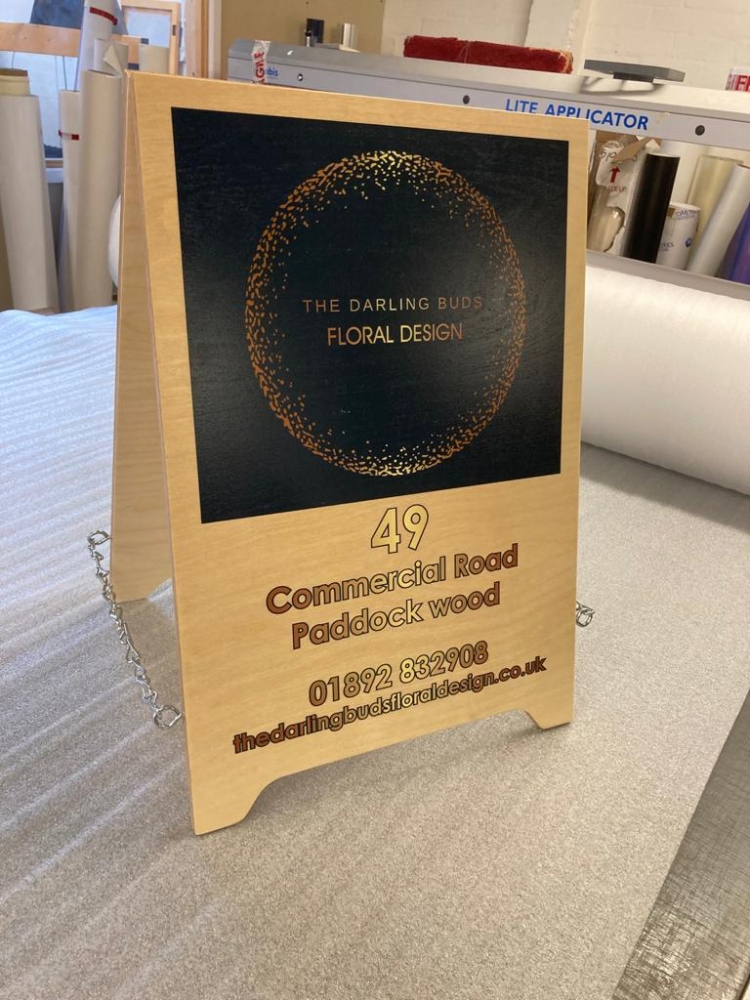 LITE APPLICATOR
THE DARLING BUDS
FLORAL DESIGN
49
Commercial Road
Paddock wood
01892 832908
thedarlingbudsfloraldesign.co.uk